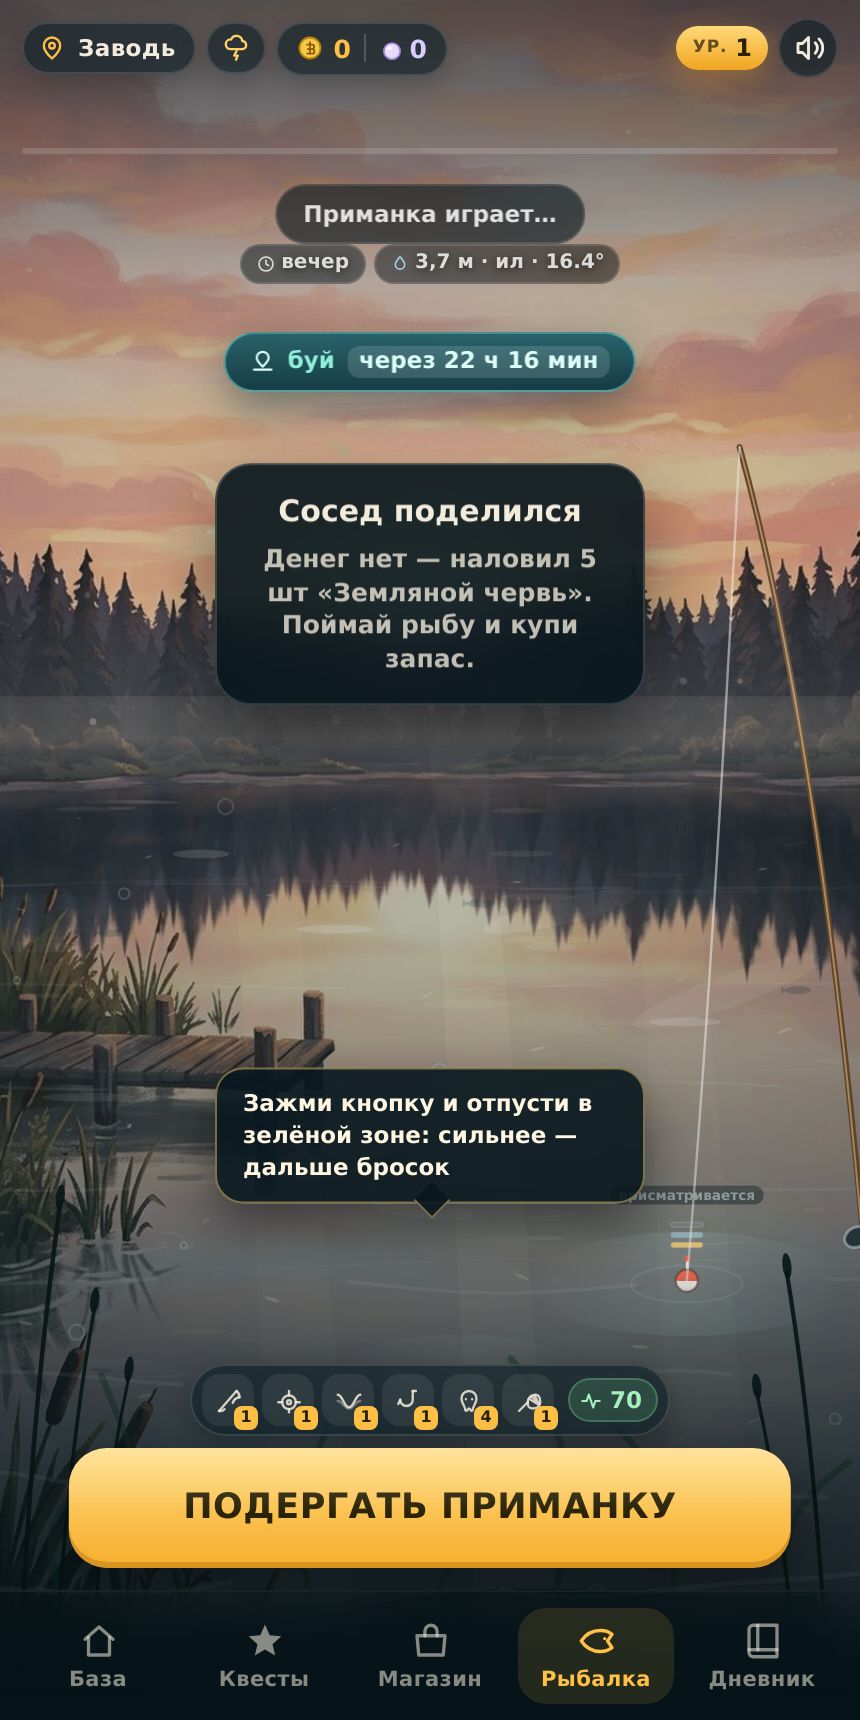 Заводь
0
0
УР. 1
Приманка играет…
вечер
3,7 м · ил · 16.4°
буй через 22 ч 16 мин
Сосед поделился
Денег нет — наловил 5
шт «Земляной червь».
Поймай рыбу и купи
запас.
Зажми кнопку и отпусти в
зелёной зоне: сильнее —
дальше бросок
присматривается
1
1
1
1
4
1
70
ПОДЕРГАТЬ ПРИМАНКУ
База
Квесты
Магазин
Рыбалка
Дневник